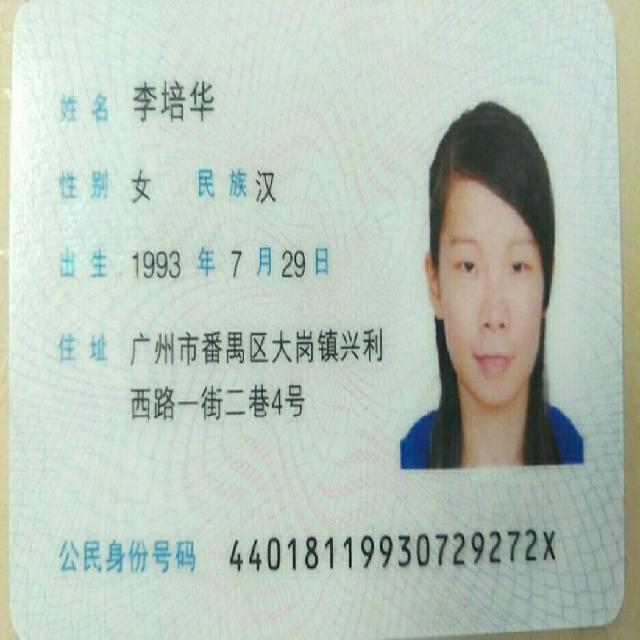 姓名 李培华
性别 女 民族 汉
出生 1993 年 7 月 29 日
住址 广州市番禺区大岗镇兴利
西路一街二巷4号
公民身份号码 44018119930729272X